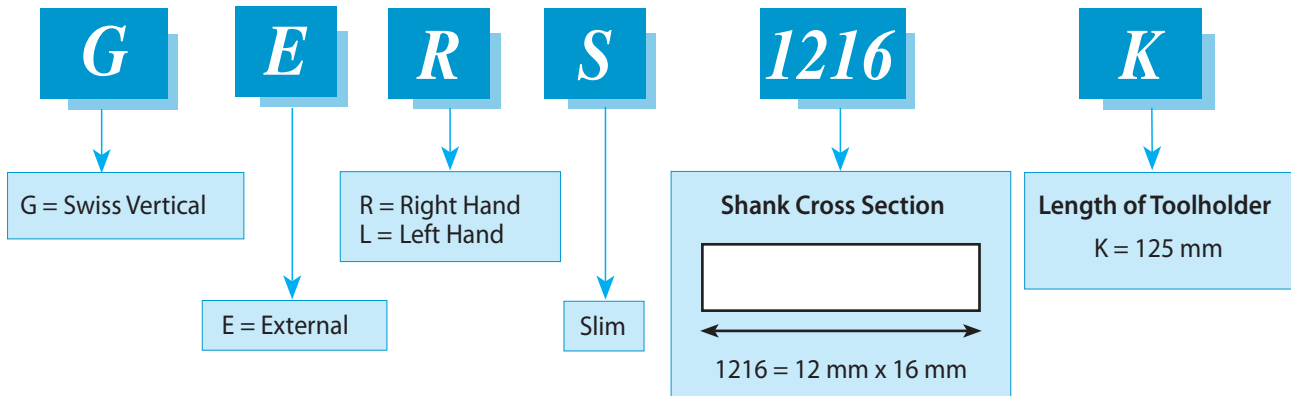 G E R S 1216 K
G = Swiss Vertical
E = External
R = Right Hand
L = Left Hand
Slim
Shank Cross Section
1216 = 12 mm x 16 mm
Length of Toolholder
K = 125 mm